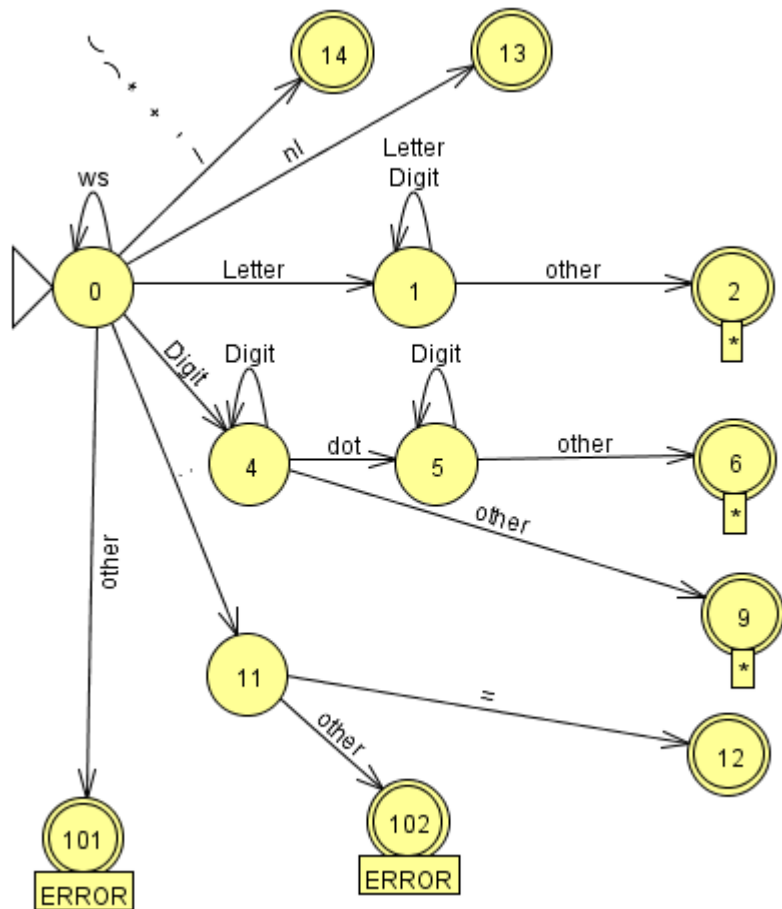 ( ) * + - /
14
13
nl
ws
Letter
Digit
0
Letter
1
other
2
*
Digit
Digit
Digit
4
dot
5
other
6
*
other
9
*
:
other
11
=
12
other
101
ERROR
102
ERROR